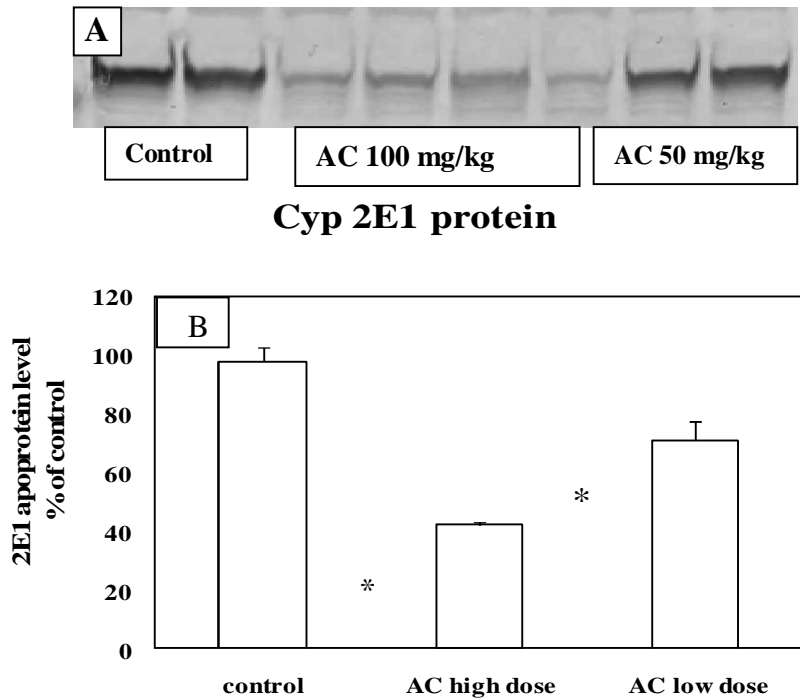 A
Control
AC 100 mg/kg
AC 50 mg/kg
Cyp 2E1 protein
B
2E1 apoprotein level
% of control
120
100
80
60
40
20
0
*
*
control
AC high dose
AC low dose